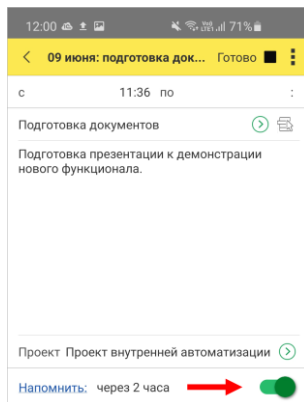 12:00 71%
09 июня: подготовка док... Готово
с 11:36 по :
Подготовка документов
Подготовка презентации к демонстрации
нового функционала.
Проект Проект внутренней автоматизации
Напомнить: через 2 часа